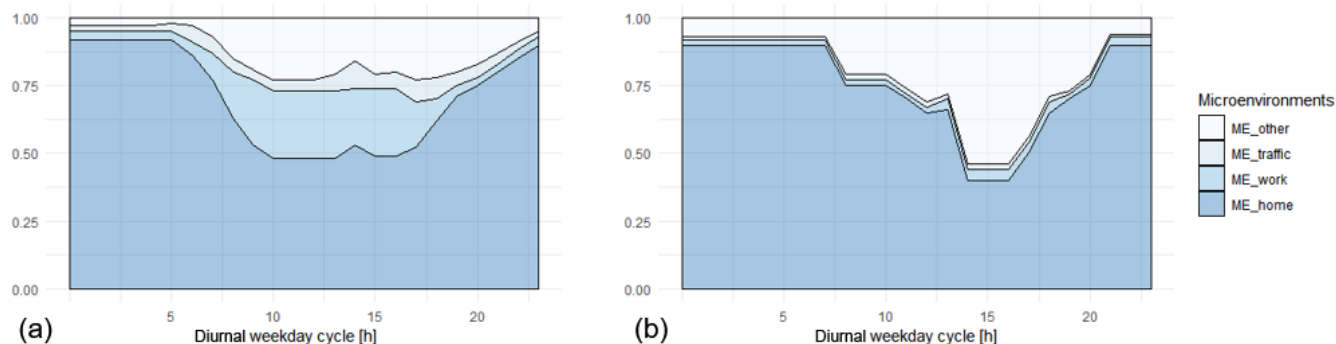 1.00
0.75
0.50
0.25
0.00
5
10
15
20
(a)
Diurnal weekday cycle [h]
1.00
0.75
0.50
0.25
0.00
5
10
15
20
(b)
Diurnal weekday cycle [h]
Microenvironments
ME_other
ME_traffic
ME_work
ME_home